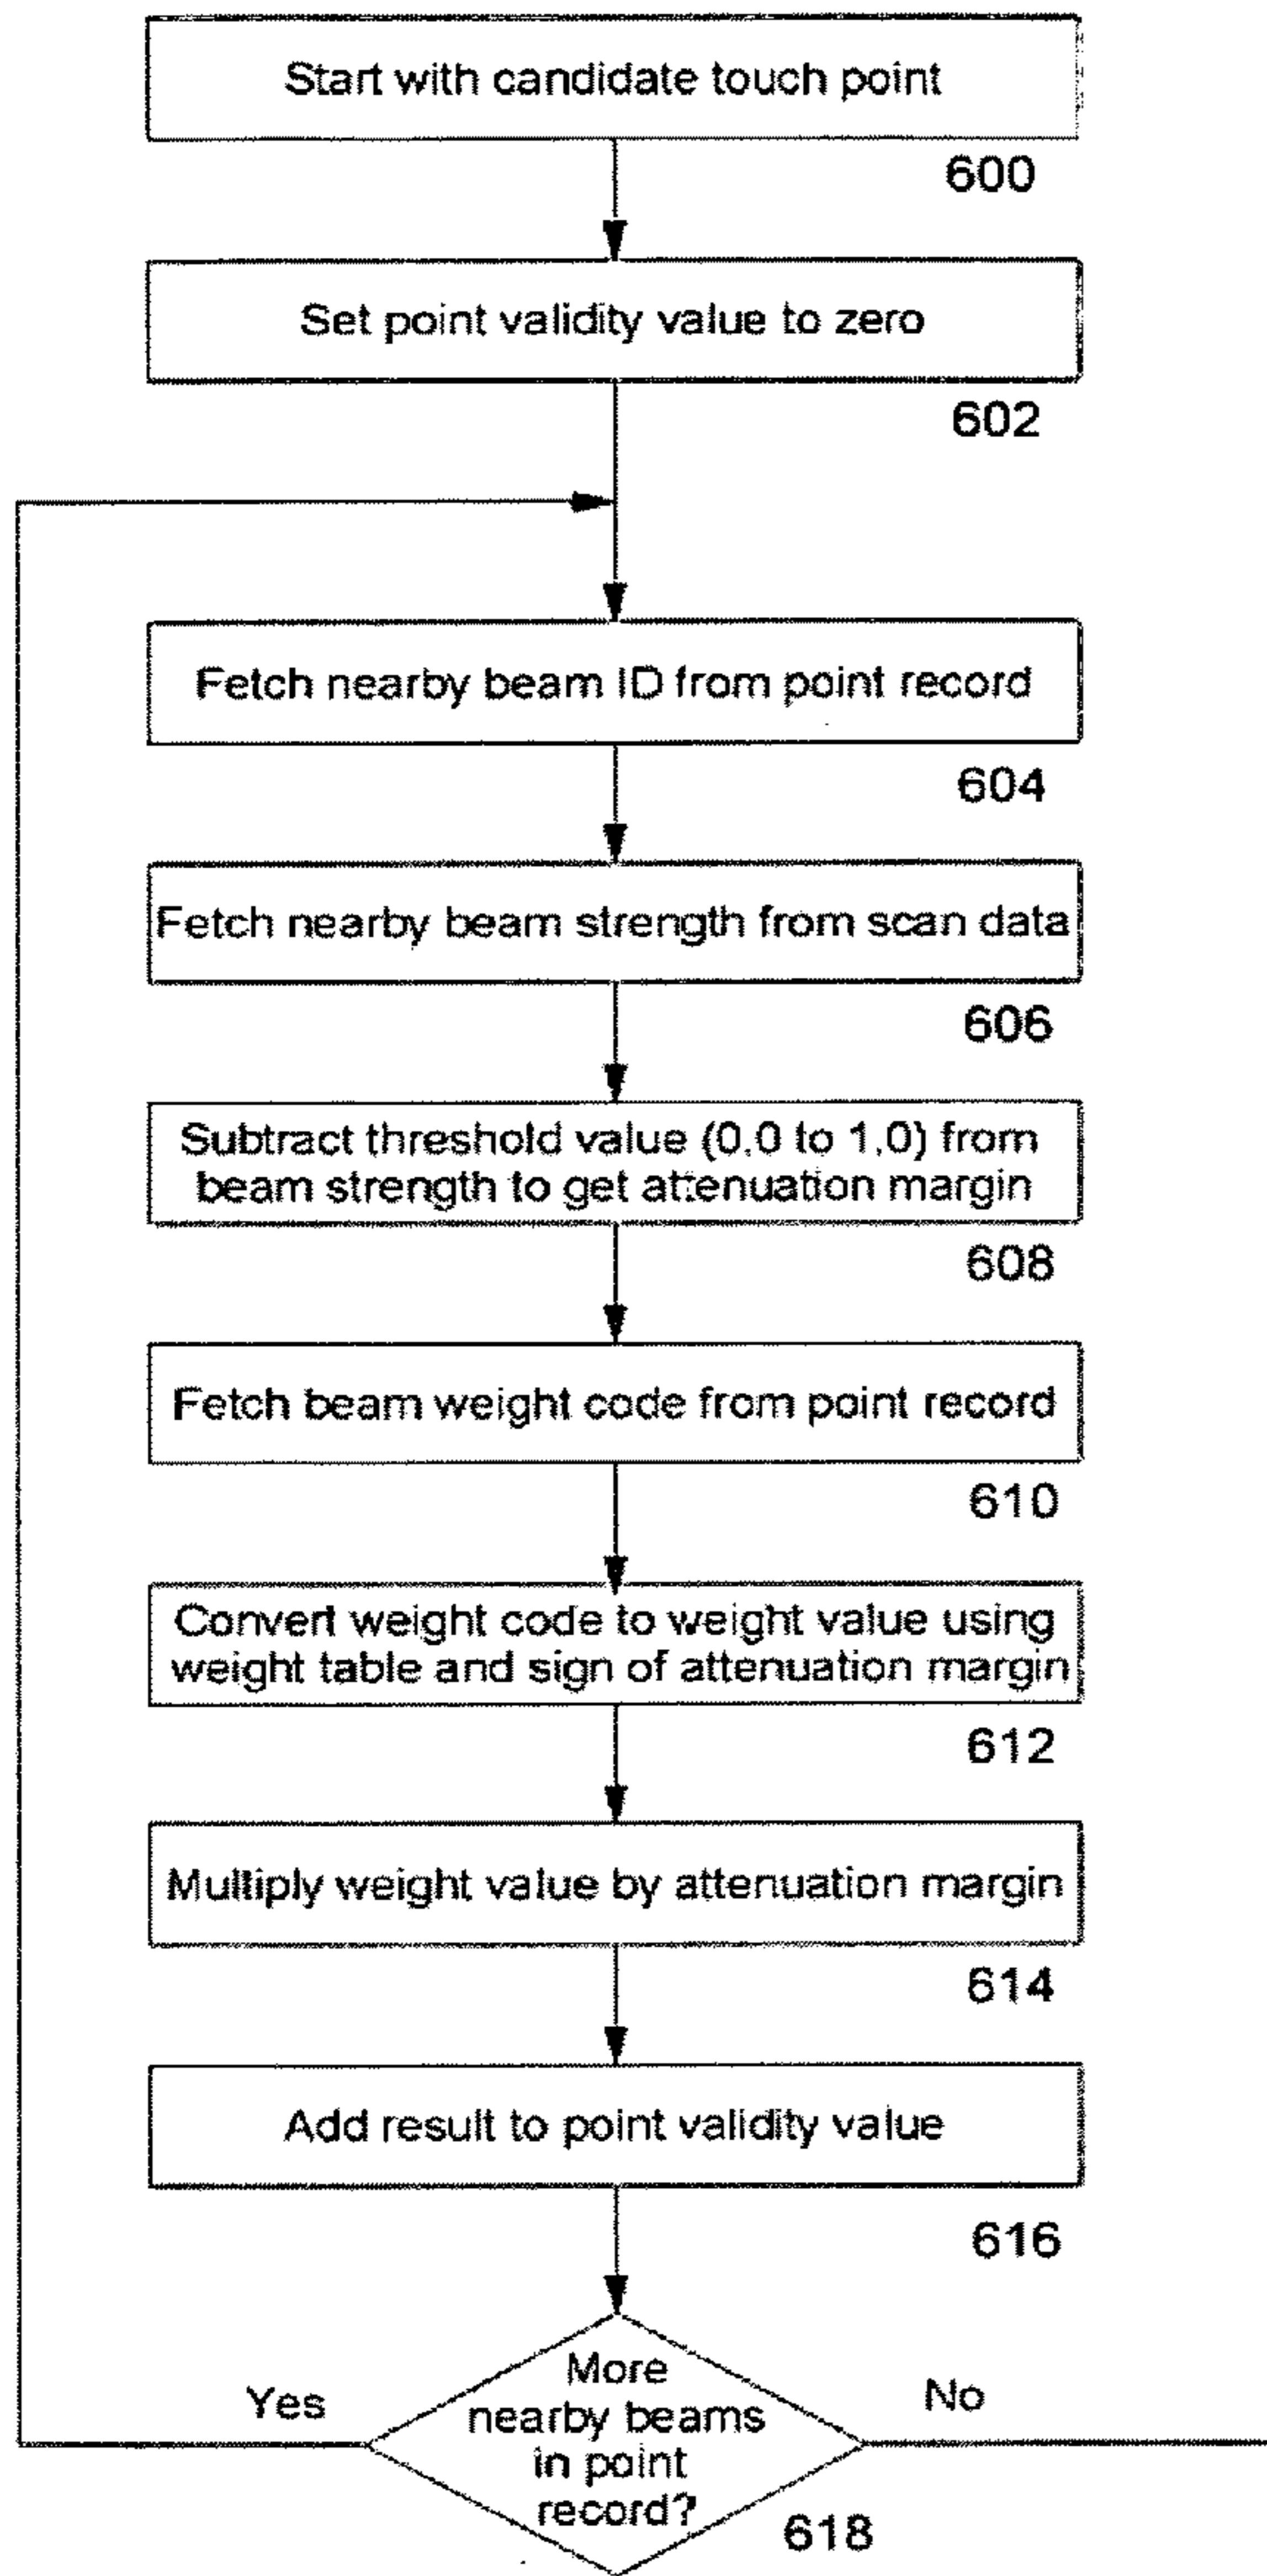 Start with candidate touch point
600
Set point validity value to zero
602
Fetch nearby beam ID from point record
604
Fetch nearby beam strength from scan data
606
Subtract threshold value (0.0 to 1.0) from
beam strength to get attenuation margin
608
Fetch beam weight code from point record
610
Convert weight code to weight value using
weight table and sign of attenuation margin
612
Multiply weight value by attenuation margin
614
Add result to point validity value
616
More
nearby beams
in point
record?
Yes
No
618